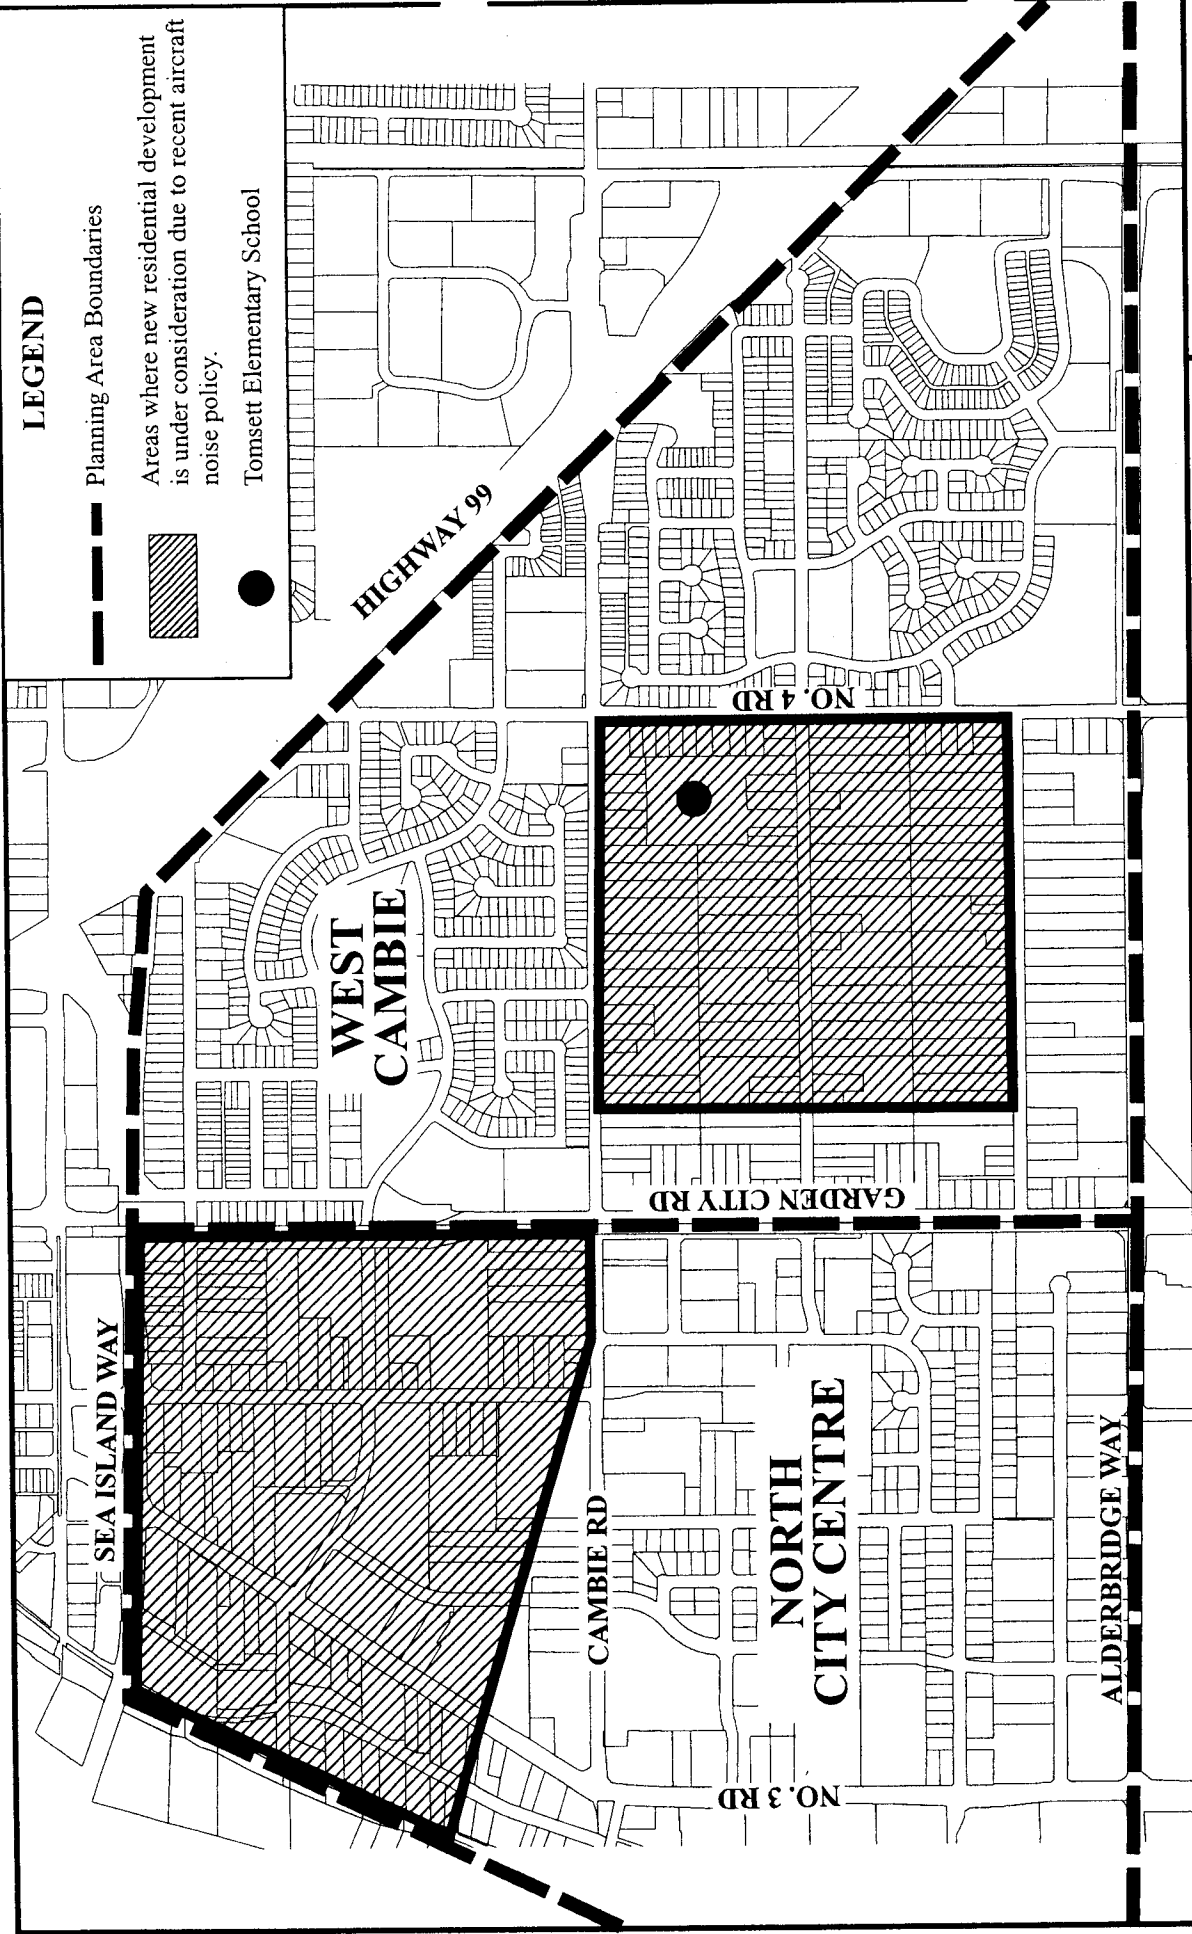 LEGEND
Planning Area Boundaries
Areas where new residential development
is under consideration due to recent aircraft
noise policy.
Tomsett Elementary School
HIGHWAY 99
SEA ISLAND WAY
WEST
CAMBIE
NO. 4 RD
GARDEN CITY RD
CAMBIE RD
NORTH
CITY CENTRE
NO. 3 RD
ALDERBRIDGE WAY